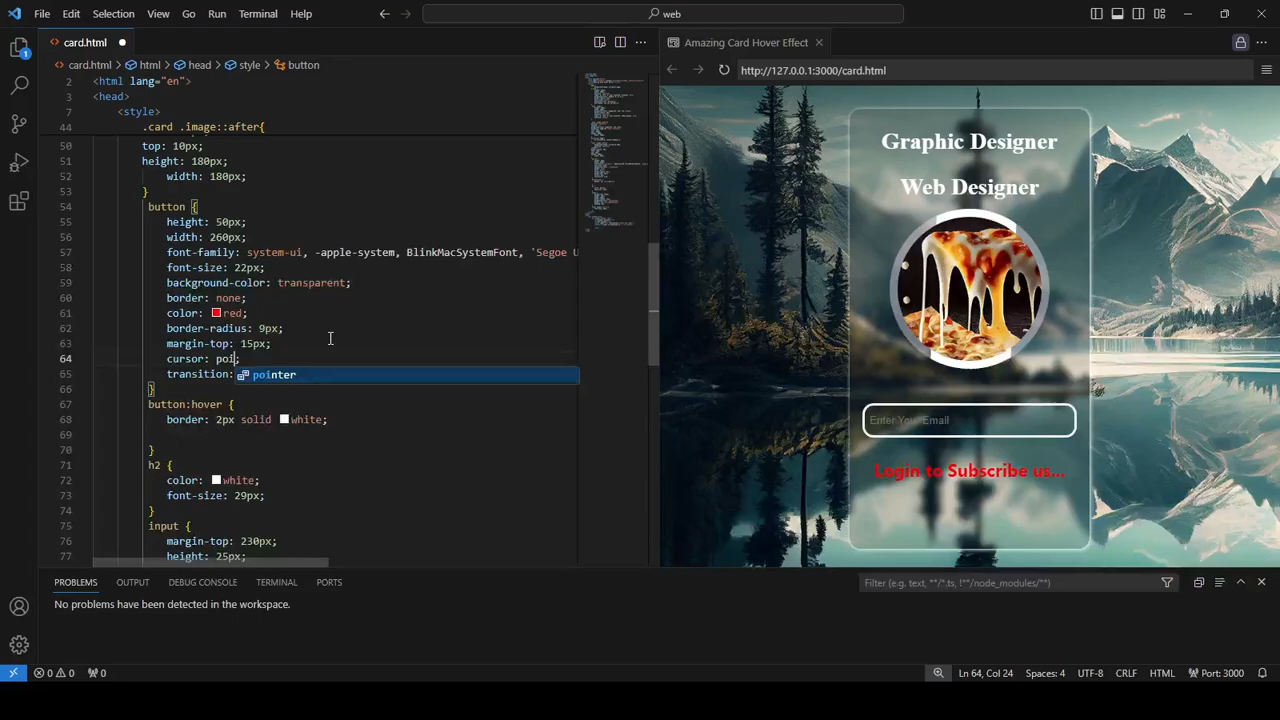 File Edit Selection View Go Run Terminal Help
web
card.html
Amazing Card Hover Effect
card.html html head style button
http://127.0.0.1:3000/card.html
2 <html lang="en">
3 <head>
7 <style>
44 .card .image::after{
50 top: 10px;
51 height: 180px;
52 width: 180px;
53 }
54 button {
55 height: 50px;
56 width: 260px;
57 font-family: system-ui, -apple-system, BlinkMacSystemFont, 'Segoe U
58 font-size: 22px;
59 background-color: transparent;
60 border: none;
61 color: red;
62 border-radius: 9px;
63 margin-top: 15px;
64 cursor: poi;
65 transition:
pointer
66 }
67 button:hover {
68 border: 2px solid white;
69
70 }
71 h2 {
72 color: white;
73 font-size: 29px;
74 }
75 input {
76 margin-top: 230px;
77 height: 25px;
Graphic Designer
Web Designer
Enter Your Email
Login to Subscribe us...
PROBLEMS OUTPUT DEBUG CONSOLE TERMINAL PORTS
Filter (e.g. text, **/*.ts, !**/node_modules/**)
No problems have been detected in the workspace.
0 0 0
Ln 64, Col 24 Spaces: 4 UTF-8 CRLF HTML Port: 3000
1